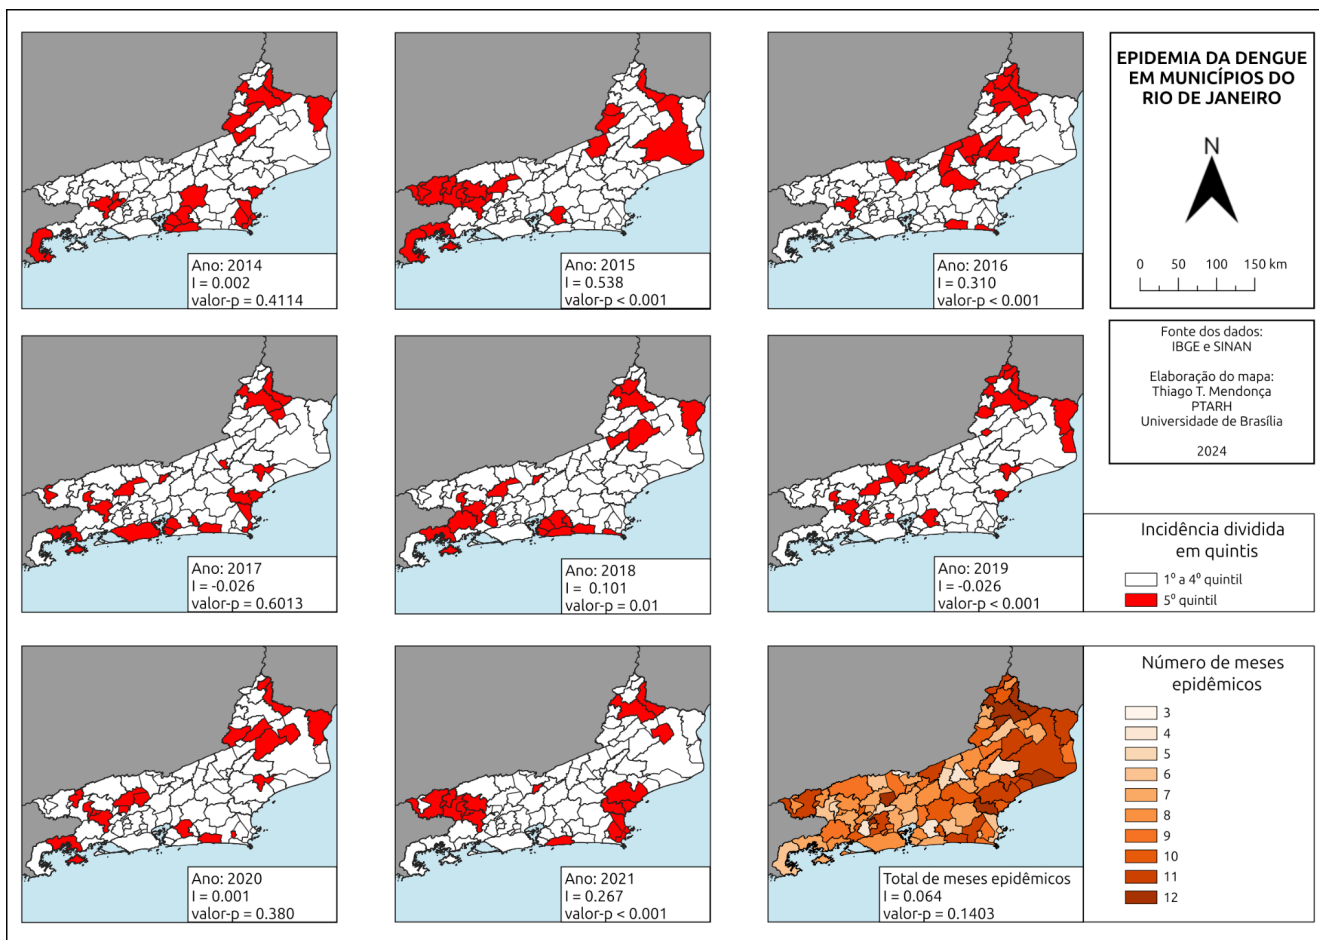 EPIDEMIA DA DENGUE
EM MUNICÍPIOS DO
RIO DE JANEIRO
N
0 50 100 150 km
Fonte dos dados:
IBGE e SINAN
Elaboração do mapa:
Thiago T. Mendonça
PTARH
Universidade de Brasília
2024
Ano: 2014
I = 0.002
valor-p = 0.4114
Ano: 2015
I = 0.538
valor-p < 0.001
Ano: 2016
I = 0.310
valor-p < 0.001
Ano: 2017
I = -0.026
valor-p = 0.6013
Ano: 2018
I = 0.101
valor-p = 0.01
Ano: 2019
I = -0.026
valor-p < 0.001
Incidência dividida
em quintis
1º a 4º quintil
5º quintil
Ano: 2020
I = 0.001
valor-p = 0.380
Ano: 2021
I = 0.267
valor-p < 0.001
Total de meses epidêmicos
I = 0.064
valor-p = 0.1403
Número de meses
epidêmicos
3
4
5
6
7
8
9
10
11
12